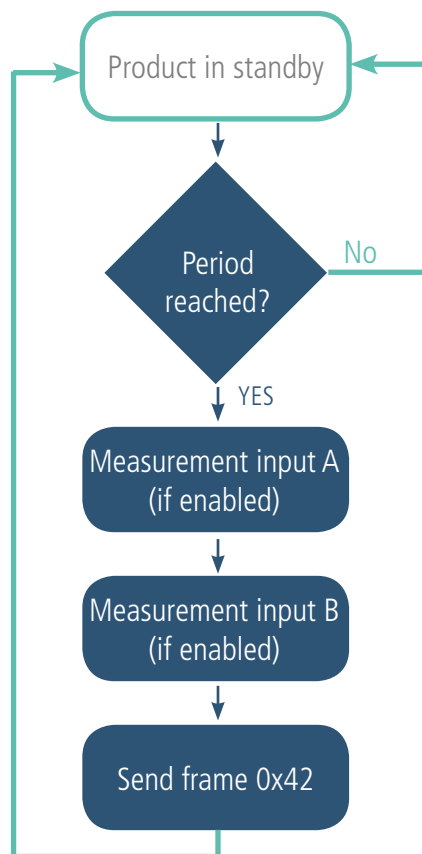 Product in standby
Period
reached?
No
YES
Measurement input A
(if enabled)
Measurement input B
(if enabled)
Send frame 0x42